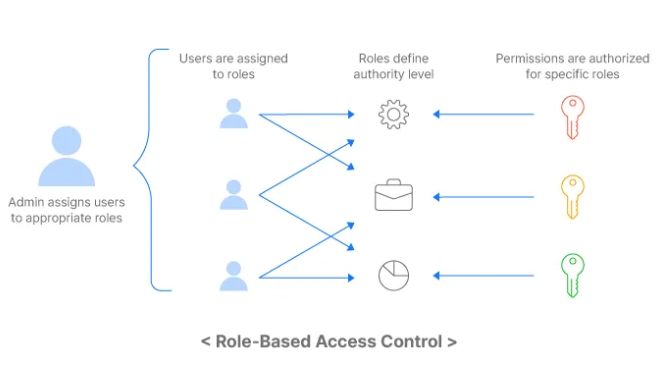 Users are assigned
to roles
Roles define
authority level
Permissions are authorized
for specific roles
Admin assigns users
to appropriate roles
< Role-Based Access Control >